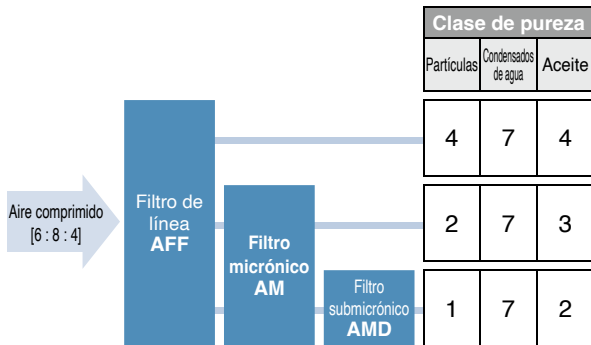 Clase de pureza
Partículas
Condensados
de agua
Aceite
4 7 4
Aire comprimido
[6 : 8 : 4]
Filtro de
línea
AFF
2 7 3
Filtro
micrónico
AM
1 7 2
Filtro
submicrónico
AMD